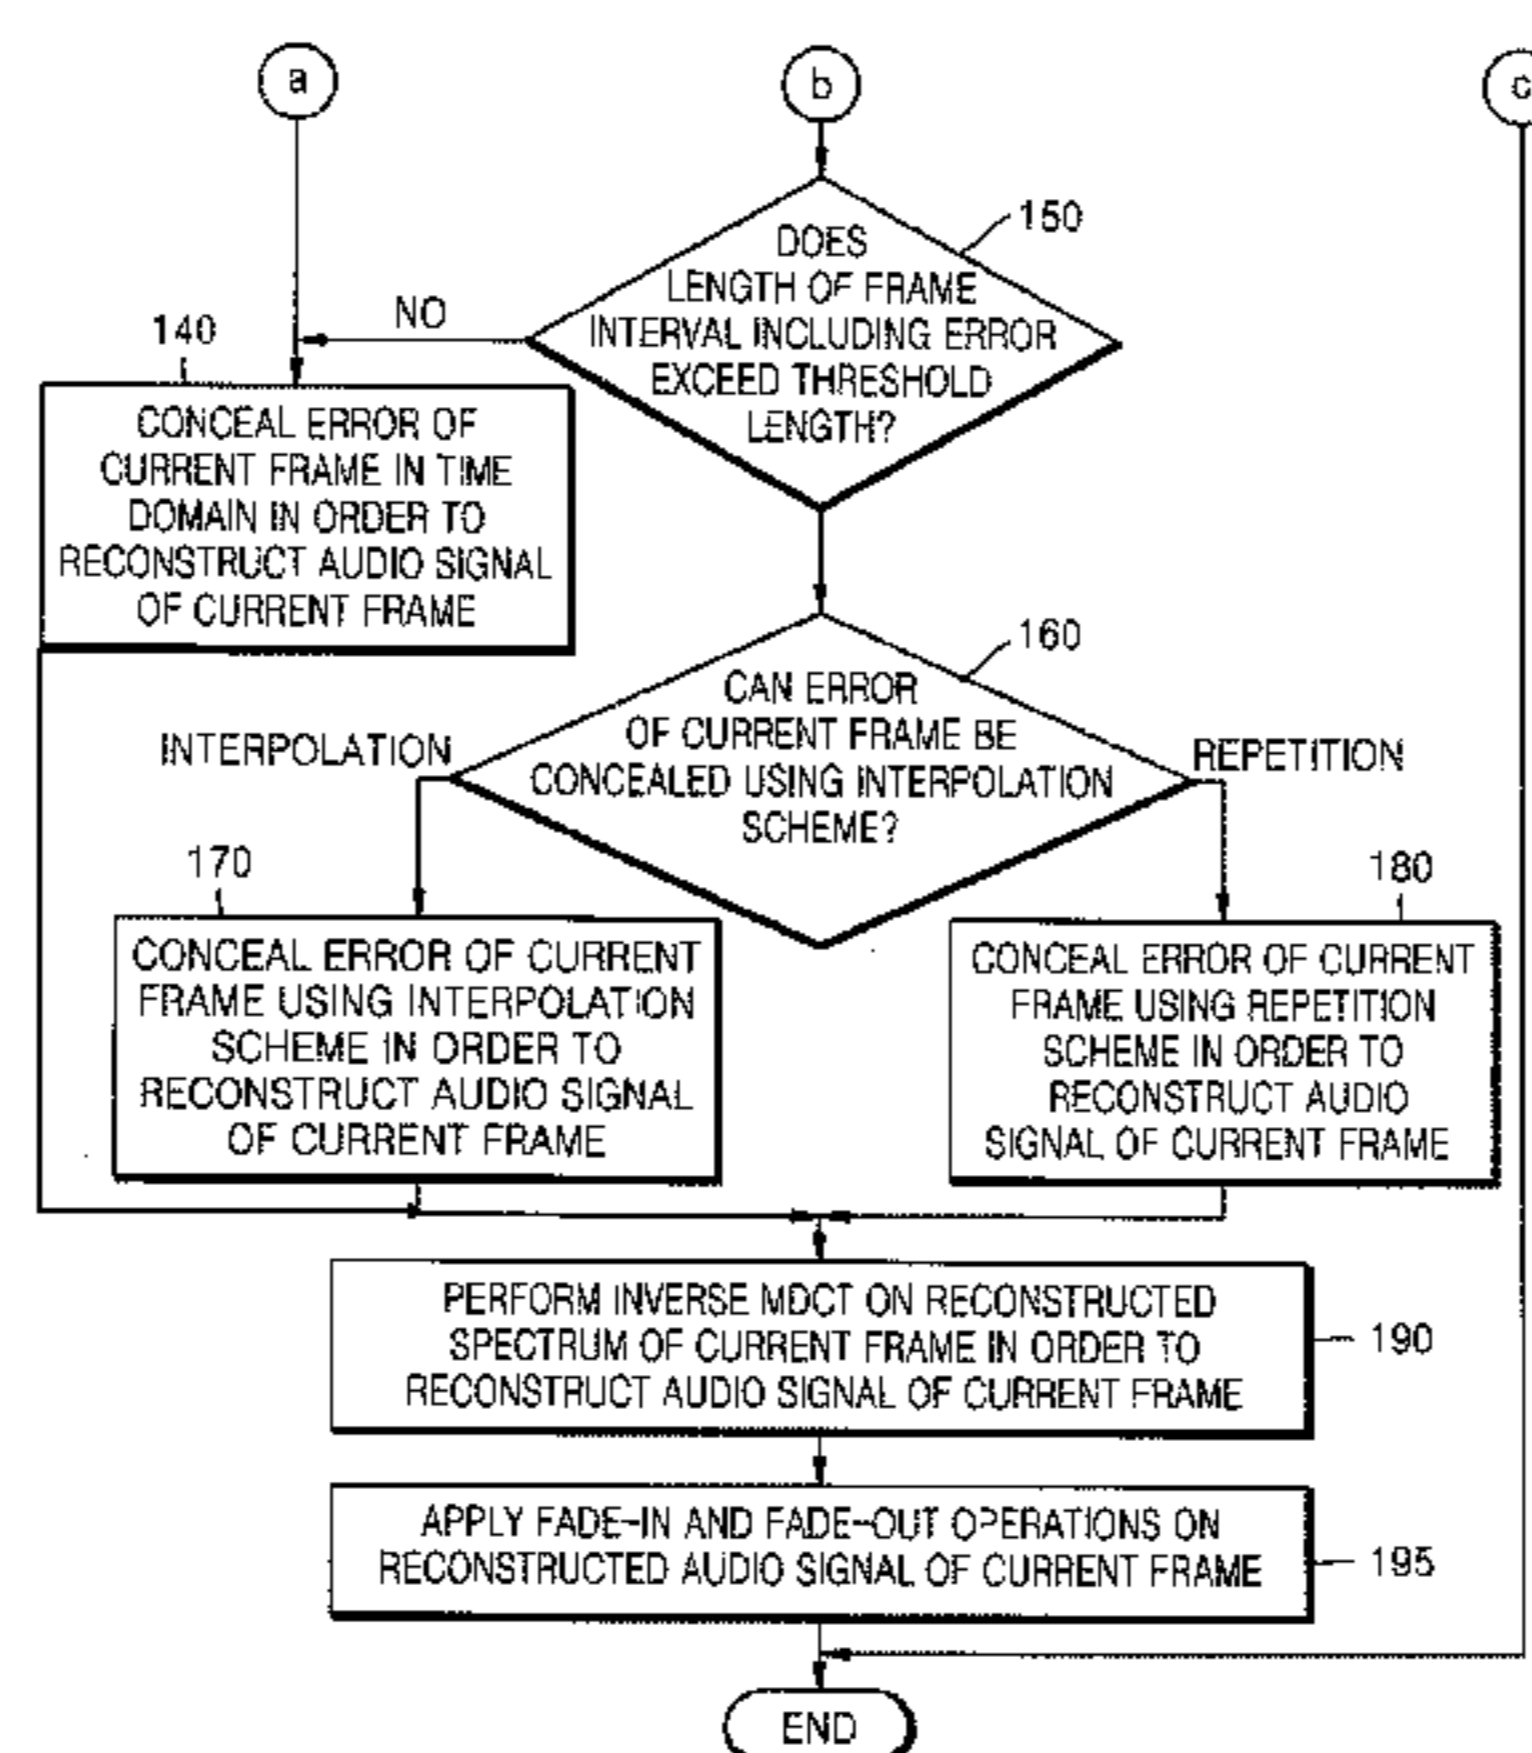 a
b
c
150
DOES
LENGTH OF FRAME
INTERVAL INCLUDING ERROR
EXCEED THRESHOLD
LENGTH?
NO
140
CONCEAL ERROR OF
CURRENT FRAME IN TIME
DOMAIN IN ORDER TO
RECONSTRUCT AUDIO SIGNAL
OF CURRENT FRAME
160
CAN ERROR
OF CURRENT FRAME BE
CONCEALED USING INTERPOLATION
SCHEME?
INTERPOLATION
REPETITION
170
CONCEAL ERROR OF CURRENT
FRAME USING INTERPOLATION
SCHEME IN ORDER TO
RECONSTRUCT AUDIO SIGNAL
OF CURRENT FRAME
180
CONCEAL ERROR OF CURRENT
FRAME USING REPETITION
SCHEME IN ORDER TO
RECONSTRUCT AUDIO
SIGNAL OF CURRENT FRAME
PERFORM INVERSE MDCT ON RECONSTRUCTED
SPECTRUM OF CURRENT FRAME IN ORDER TO
RECONSTRUCT AUDIO SIGNAL OF CURRENT FRAME
190
APPLY FADE-IN AND FADE-OUT OPERATIONS ON
RECONSTRUCTED AUDIO SIGNAL OF CURRENT FRAME
195
END